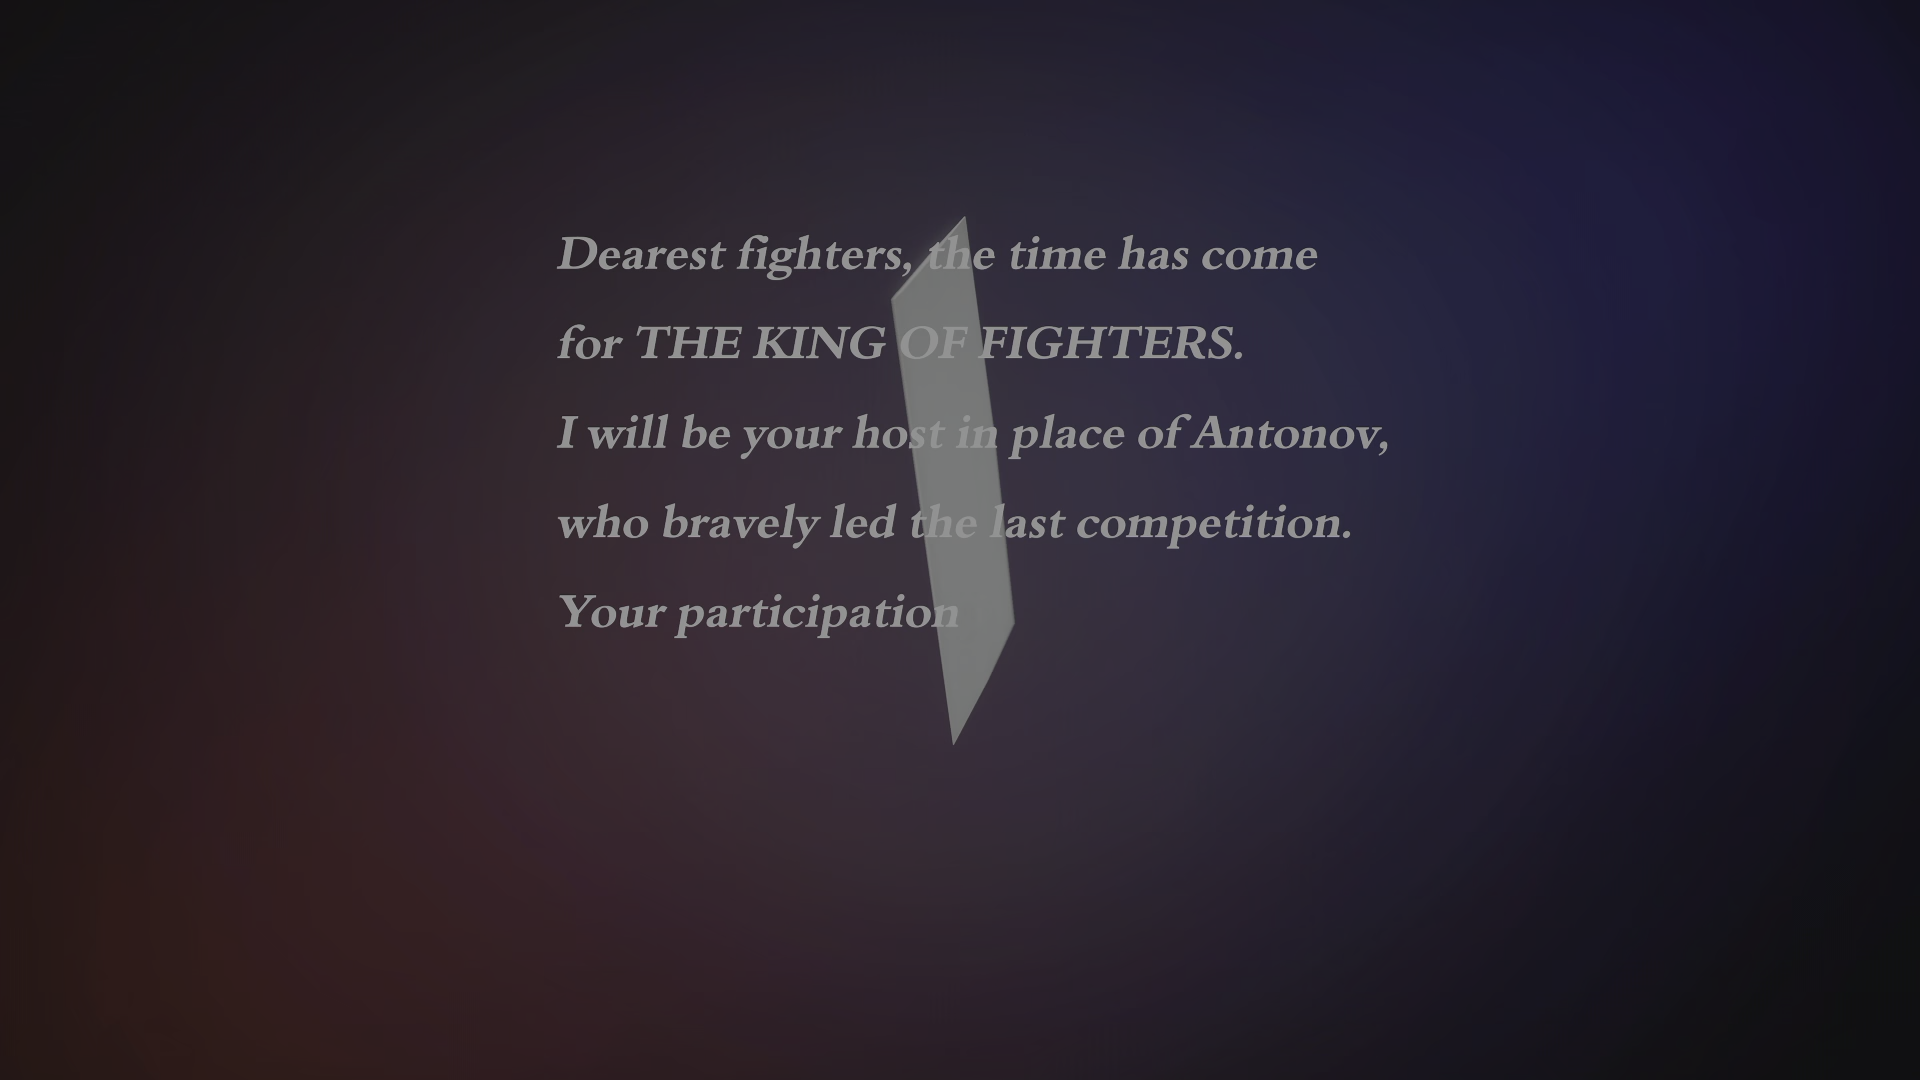 Dearest fighters, the time has come
for THE KING OF FIGHTERS.
I will be your host in place of Antonov,
who bravely led the last competition.
Your participation